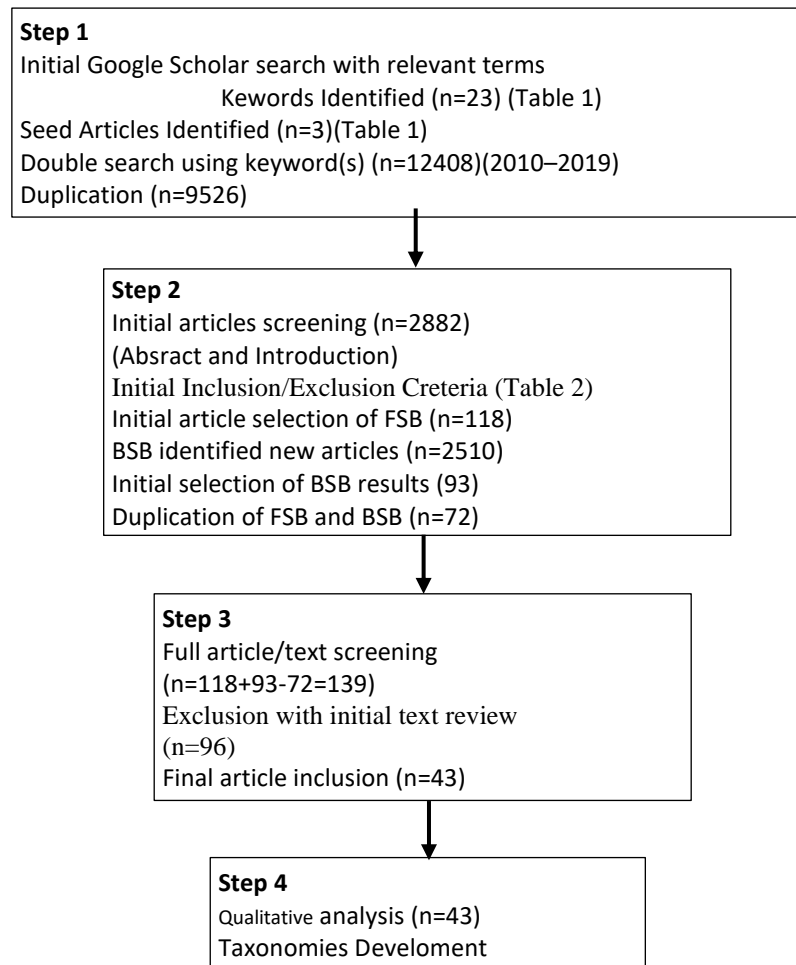 Step 1
Initial Google Scholar search with relevant terms
Kewords Identified (n=23) (Table 1)
Seed Articles Identified (n=3)(Table 1)
Double search using keyword(s) (n=12408)(2010–2019)
Duplication (n=9526)
Step 2
Initial articles screening (n=2882)
(Absract and Introduction)
Initial Inclusion/Exclusion Creteria (Table 2)
Initial article selection of FSB (n=118)
BSB identified new articles (n=2510)
Initial selection of BSB results (93)
Duplication of FSB and BSB (n=72)
Step 3
Full article/text screening
(n=118+93-72=139)
Exclusion with initial text review
(n=96)
Final article inclusion (n=43)
Step 4
Qualitative analysis (n=43)
Taxonomies Develoment